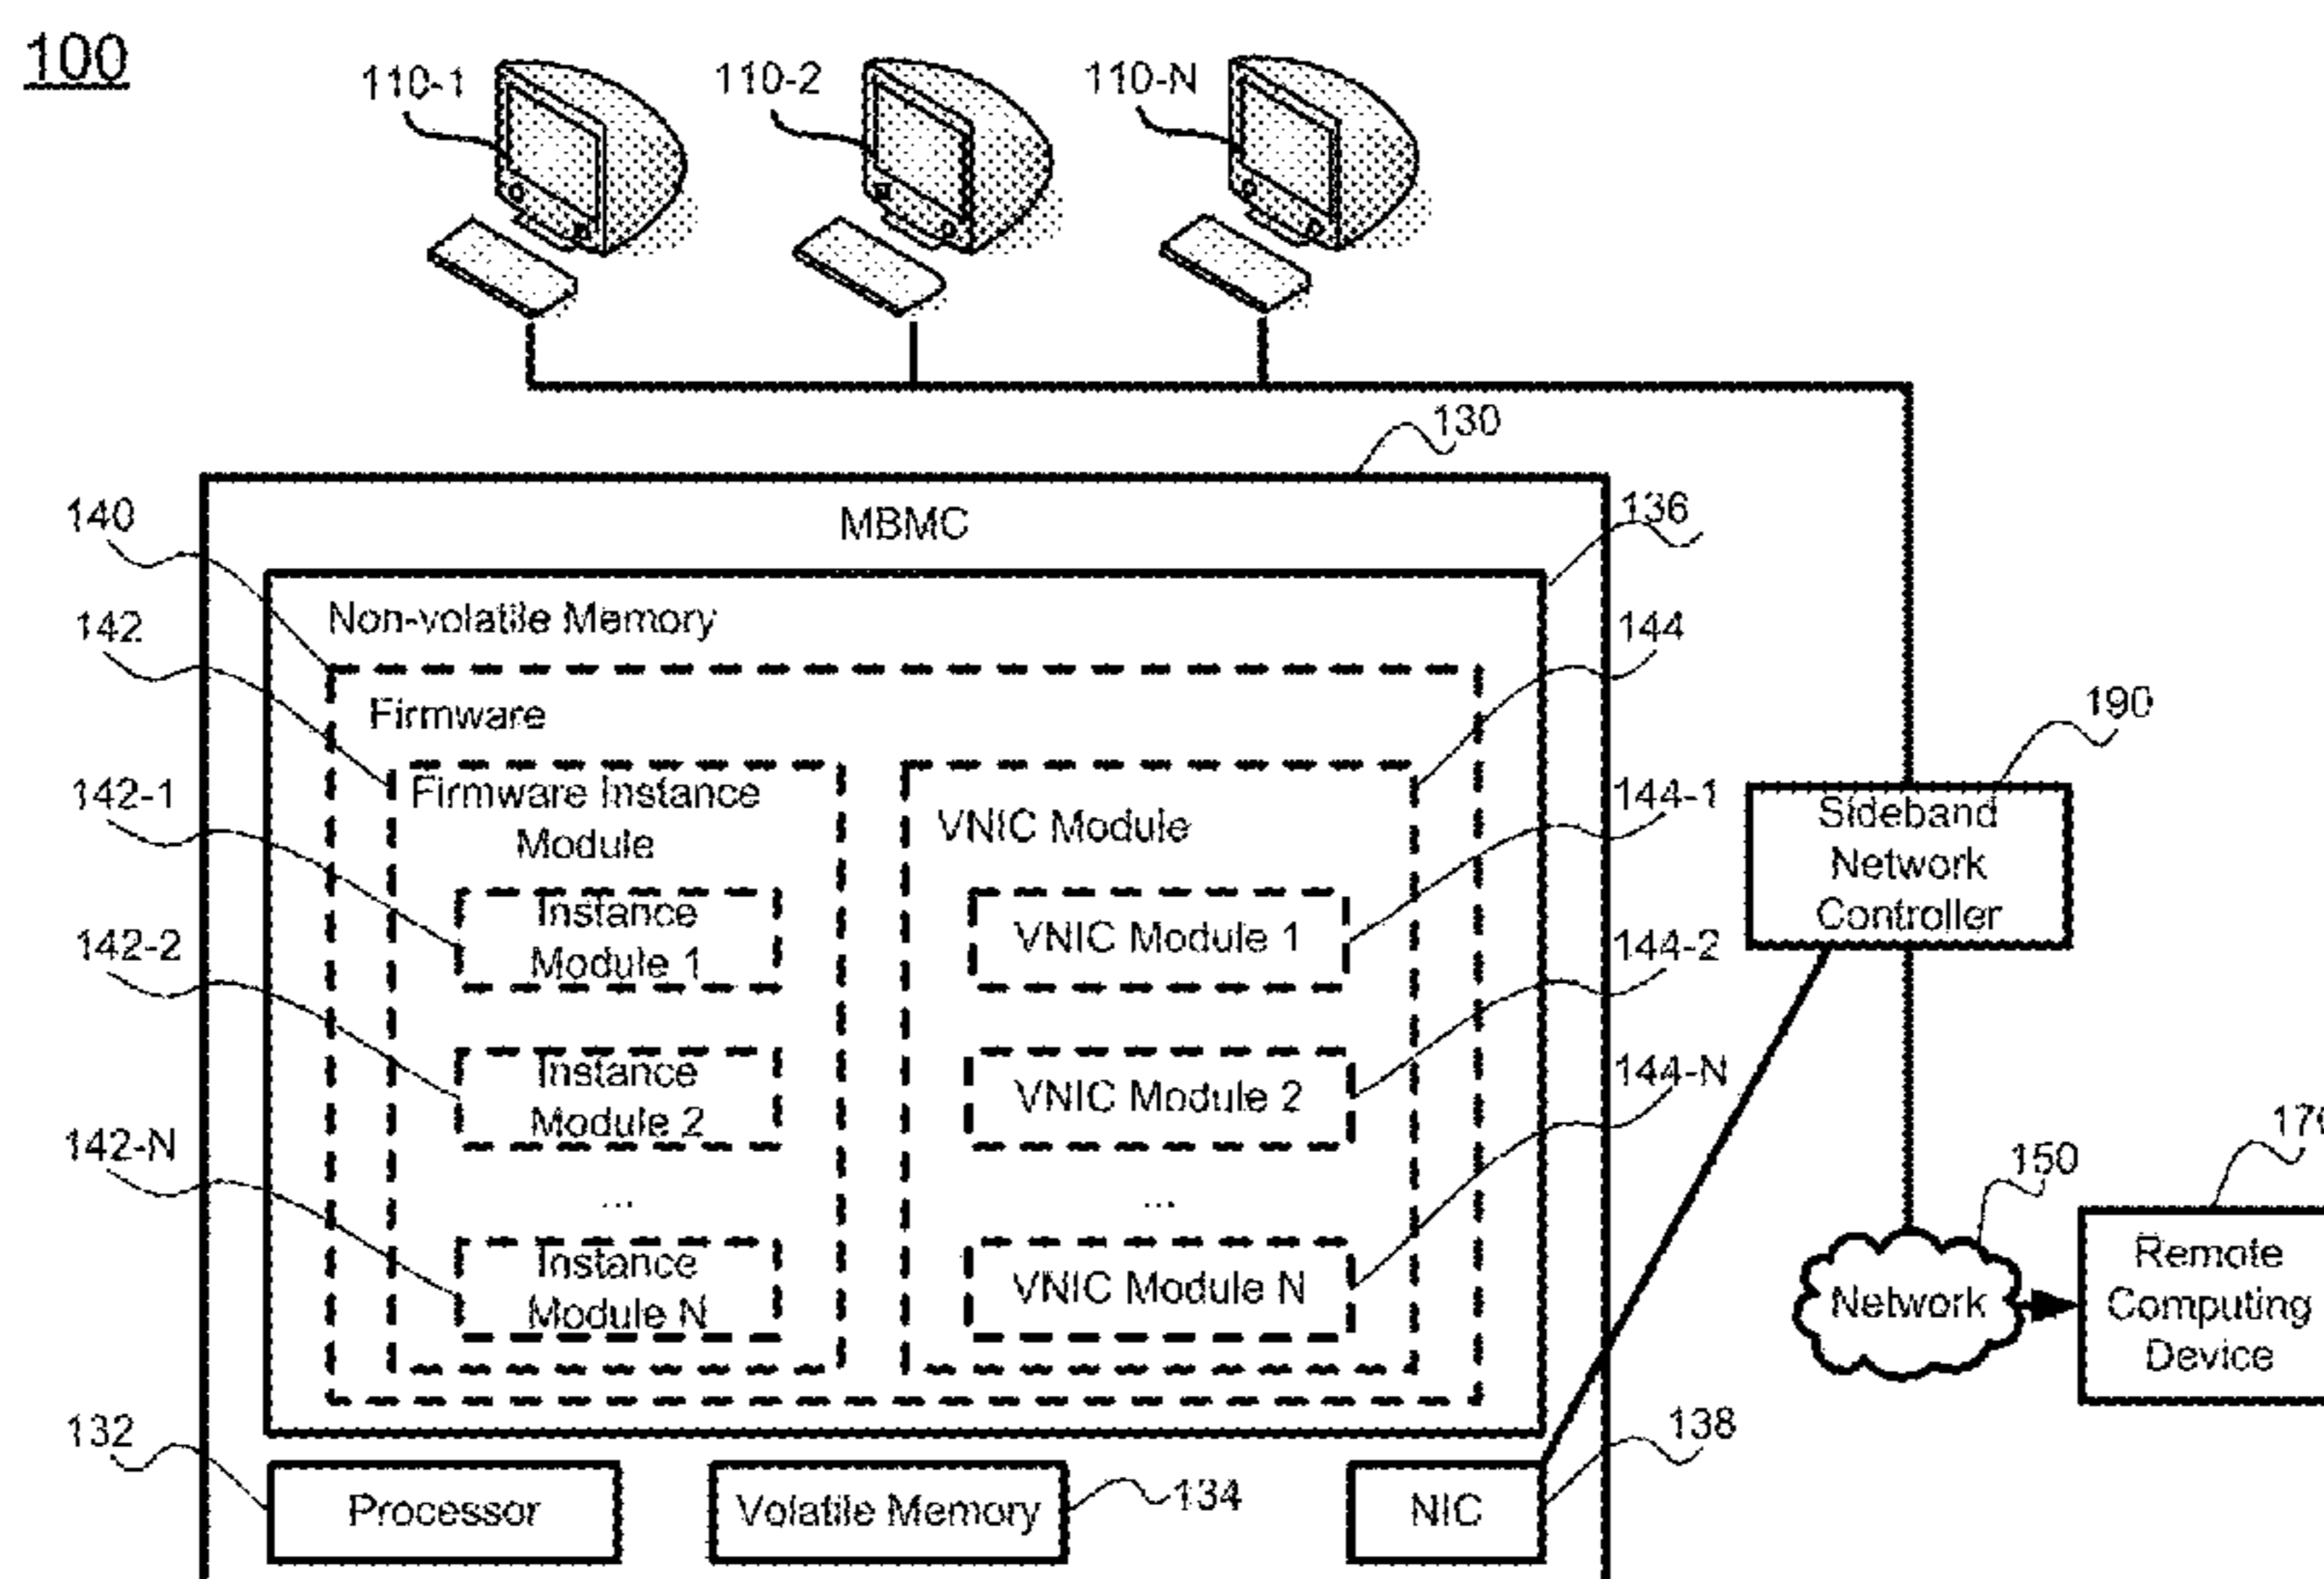 100
110-1
110-2
110-N
130
140
MBMC
136
Non-volatile Memory
142
144
Firmware
190
142-1
Firmware Instance
Module
VNIC Module
144-1
Sideband
Network
Controller
142-2
Instance
Module 1
VNIC Module 1
144-2
Instance
Module 2
VNIC Module 2
144-N
142-N
...
...
150
Instance
Module N
VNIC Module N
Network
Remote
Computing
Device
132
138
Processor
Volatile Memory
134
NIC